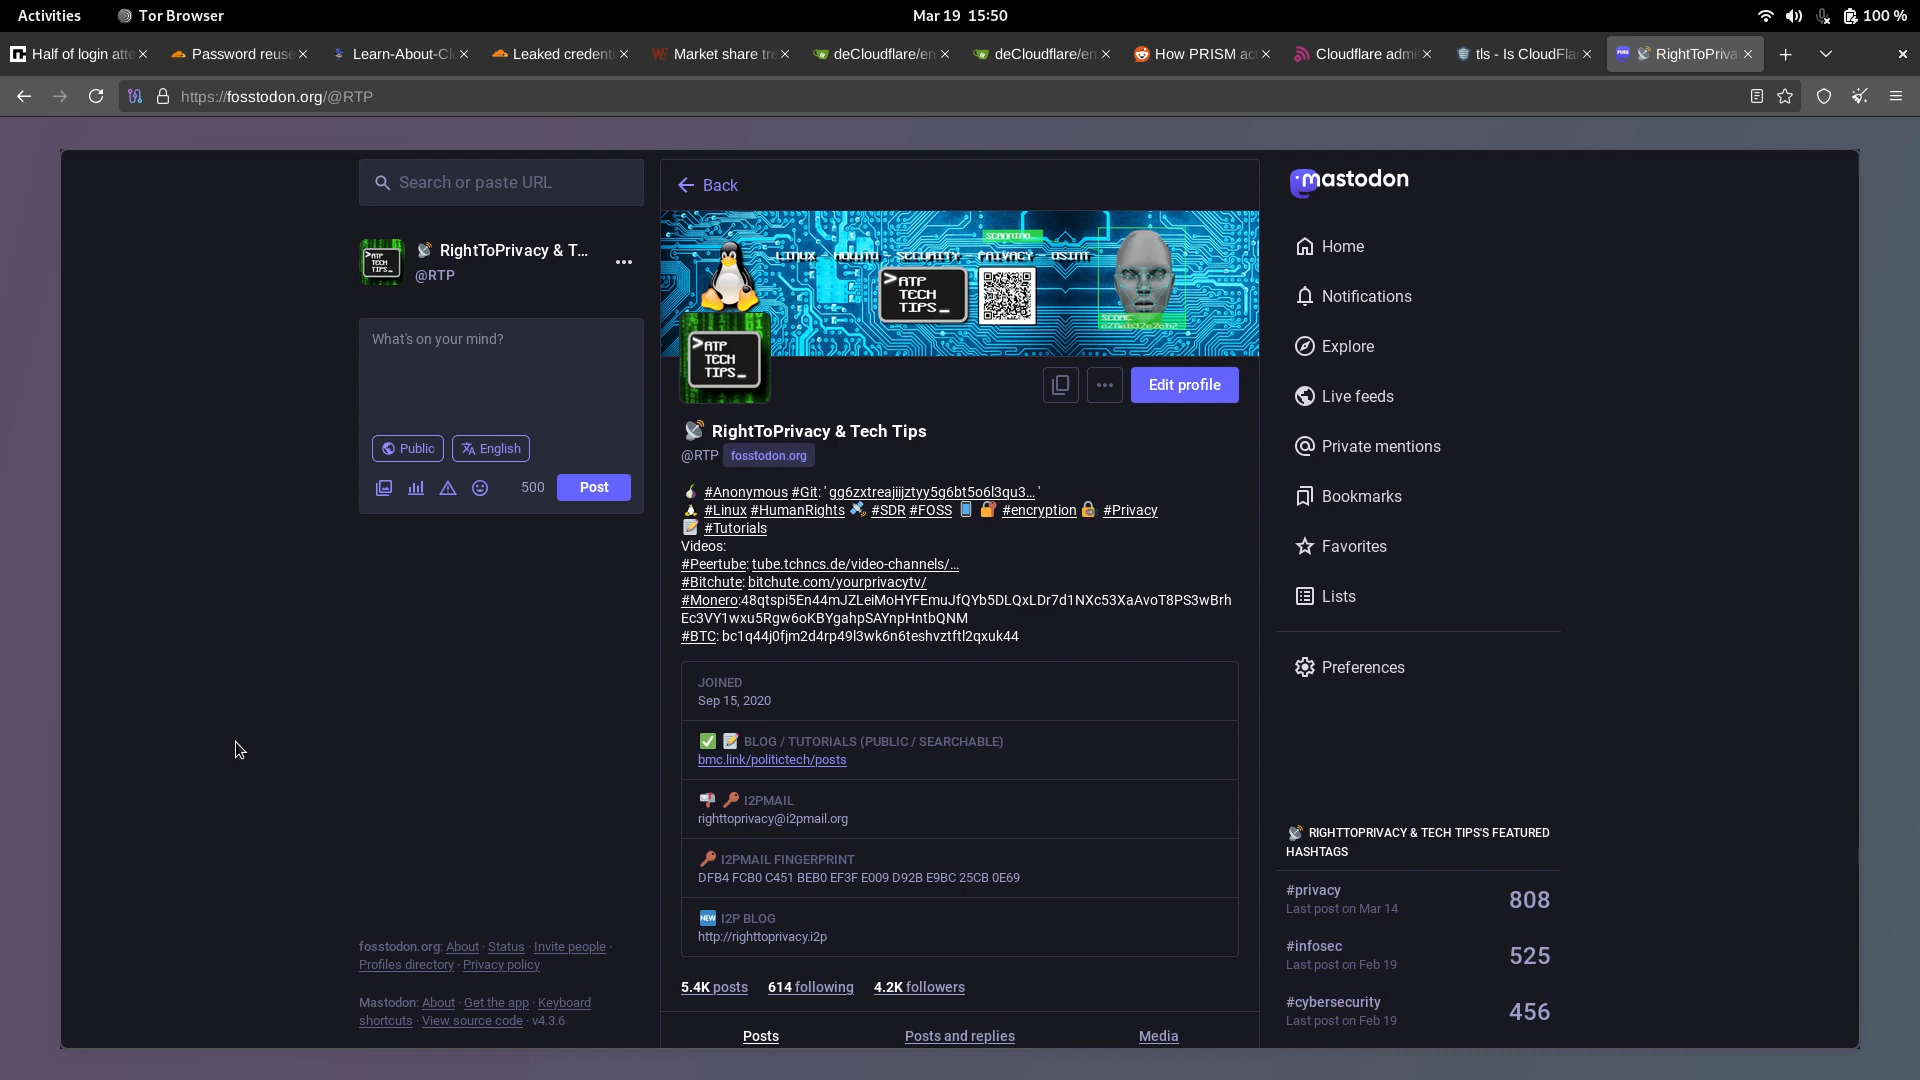 Activities
Tor Browser
Mar 19 15:50
100 %
Half of login atte
Password reuse
Learn-About-Cl
Leaked credenti
Market share tre
deCloudflare/en
deCloudflare/en
How PRISM ac
Cloudflare admi
tls - Is CloudFla
RightToPriva
https://fosstodon.org/@RTP
Search or paste URL
RightToPrivacy & T...
@RTP
What's on your mind?
Public
English
500
Post
fosstodon.org: About · Status · Invite people ·
Profiles directory · Privacy policy
Mastodon: About · Get the app · Keyboard
shortcuts · View source code · v4.3.6
Back
SCANNING...
LINUX - HOWTO - SECURITY - PRIVACY - OSINT
>RTP
TECH
TIPS_
>RTP
TECH
TIPS_
Edit profile
RightToPrivacy & Tech Tips
@RTP fosstodon.org
#Anonymous #Git: ' gg6zxtreajiijztyy5g6bt5o6l3qu3… '
#Linux #HumanRights #SDR #FOSS #encryption #Privacy
#Tutorials
Videos:
#Peertube: tube.tchncs.de/video-channels/…
#Bitchute: bitchute.com/yourprivacytv/
#Monero:48qtspi5En44mJZLeiMoHYFEmuJfQYb5DLQxLDr7d1NXc53XaAvoT8PS3wBrh
Ec3VY1wxu5Rgw6oKBYgahpSAYnpHntbQNM
#BTC: bc1q44j0fjm2d4rp49l3wk6n6teshvztftl2qxuk44
JOINED
Sep 15, 2020
BLOG / TUTORIALS (PUBLIC / SEARCHABLE)
bmc.link/politictech/posts
I2PMAIL
righttoprivacy@i2pmail.org
I2PMAIL FINGERPRINT
DFB4 FCB0 C451 BEB0 EF3F E009 D92B E9BC 25CB 0E69
NEW I2P BLOG
http://righttoprivacy.i2p
5.4K posts 614 following 4.2K followers
Posts
Posts and replies
Media
mastodon
Home
Notifications
Explore
Live feeds
Private mentions
Bookmarks
Favorites
Lists
Preferences
RIGHTTOPRIVACY & TECH TIPS'S FEATURED
HASHTAGS
#privacy
Last post on Mar 14
808
#infosec
Last post on Feb 19
525
#cybersecurity
Last post on Feb 19
456